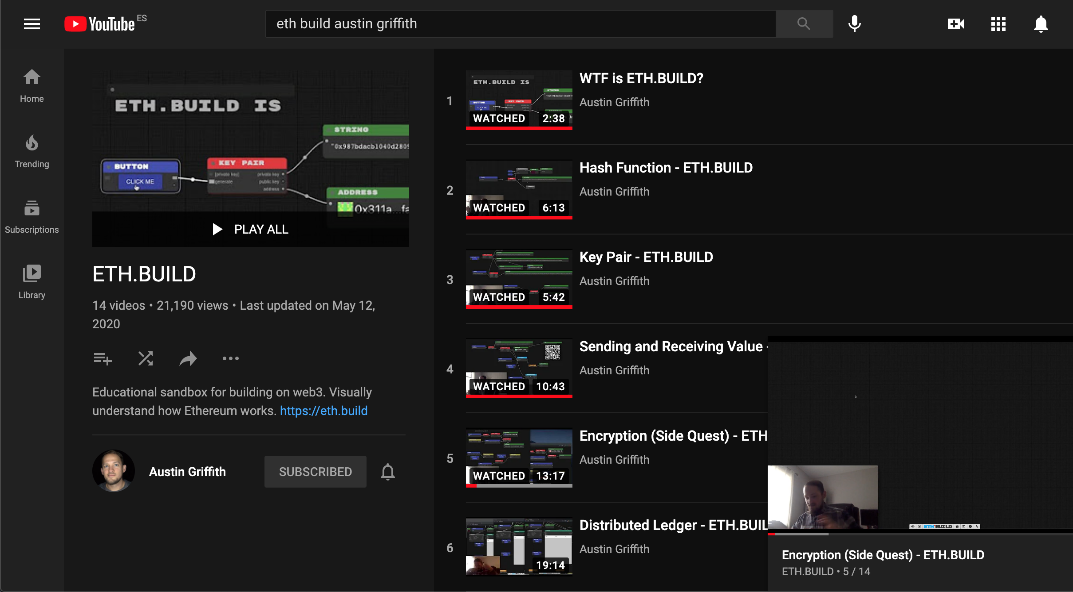 YouTube ES
eth build austin griffith
Home
Trending
Subscriptions
Library
ETH.BUILD IS
BUTTON
CLICK ME
KEY PAIR
[private key] private key
generate public key
address
STRING
ADDRESS
PLAY ALL
ETH.BUILD
14 videos • 21,190 views • Last updated on May 12,
2020
Educational sandbox for building on web3. Visually
understand how Ethereum works. https://eth.build
Austin Griffith
SUBSCRIBED
1
ETH.BUILD IS
WATCHED 2:38
WTF is ETH.BUILD?
Austin Griffith
2
WATCHED 6:13
Hash Function - ETH.BUILD
Austin Griffith
3
WATCHED 5:42
Key Pair - ETH.BUILD
Austin Griffith
4
WATCHED 10:43
Sending and Receiving Value -
Austin Griffith
5
WATCHED 13:17
Encryption (Side Quest) - ETH
Austin Griffith
6
19:14
Distributed Ledger - ETH.BUIL
Austin Griffith
Encryption (Side Quest) - ETH.BUILD
ETH.BUILD • 5 / 14